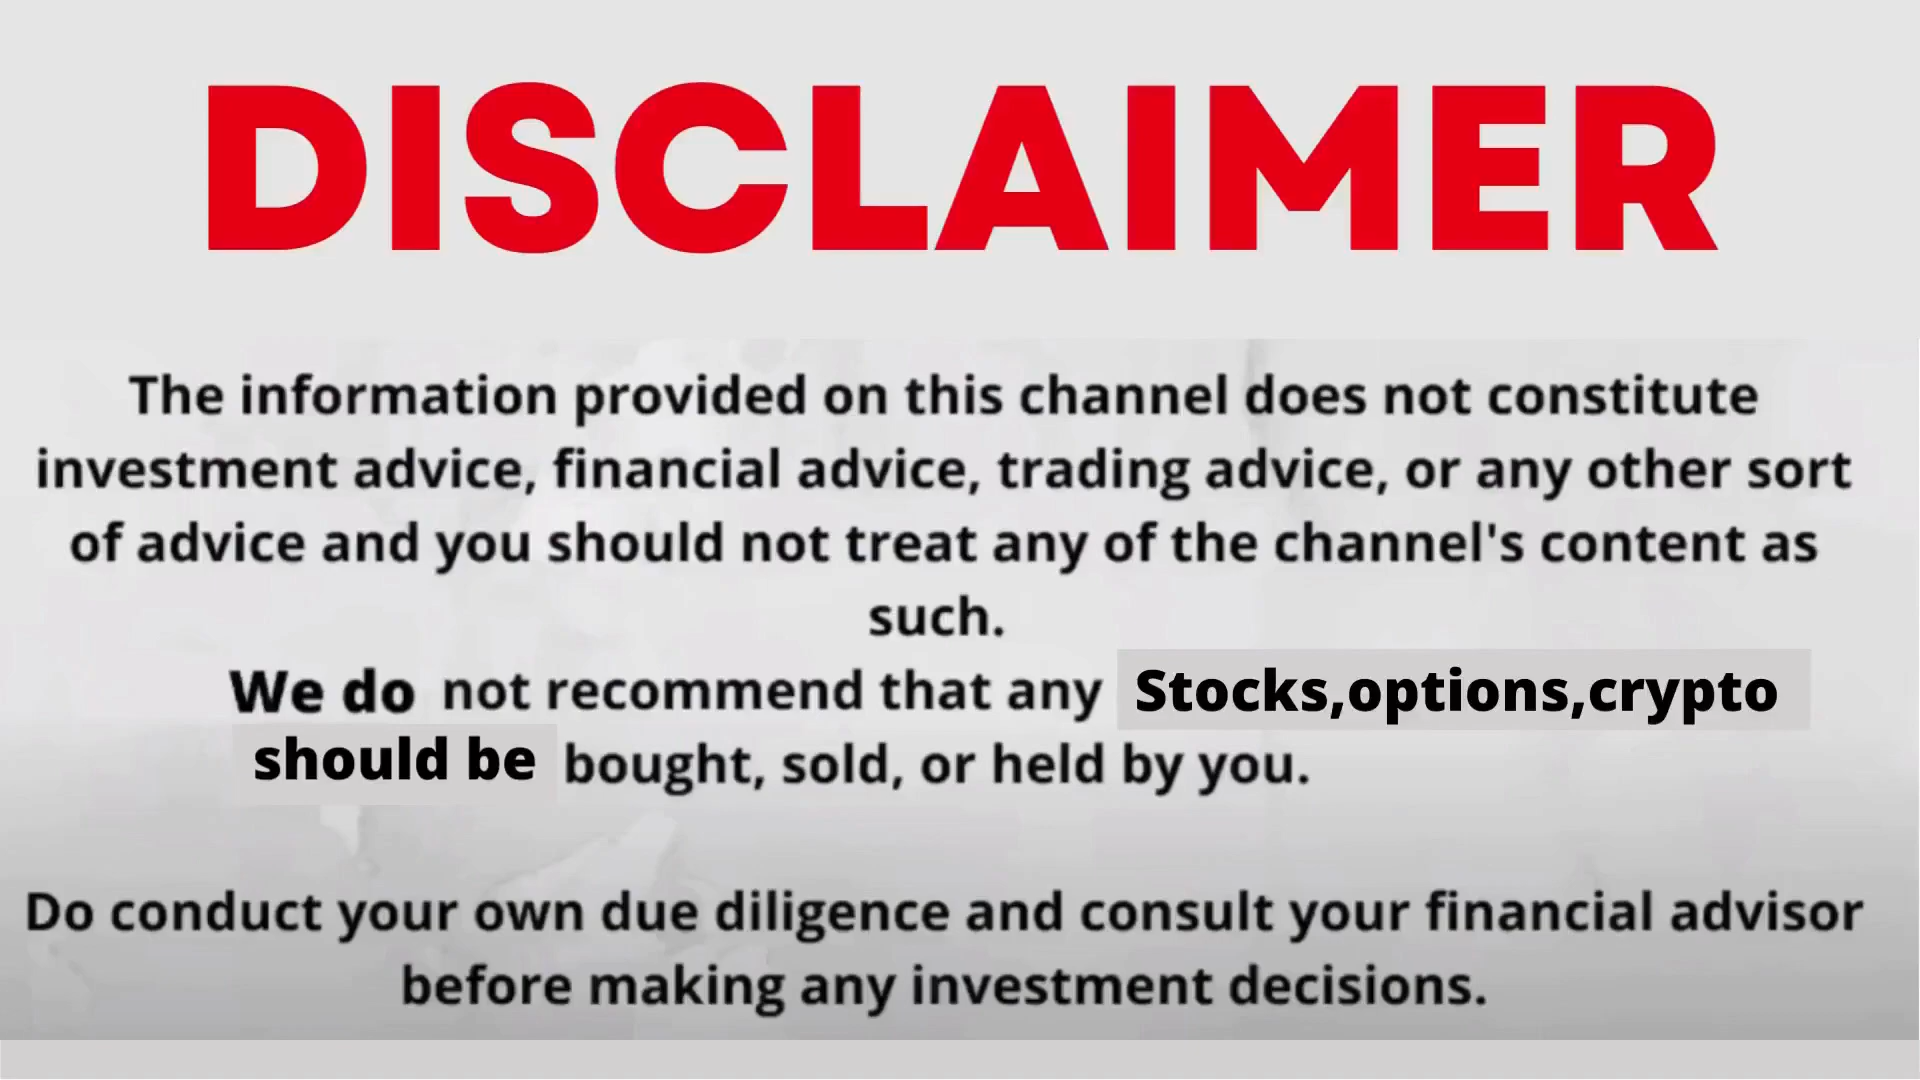 DISCLAIMER
The information provided on this channel does not constitute
investment advice, financial advice, trading advice, or any other sort
of advice and you should not treat any of the channel's content as
such.
We do not recommend that any Stocks,options,crypto
should be bought, sold, or held by you.
Do conduct your own due diligence and consult your financial advisor
before making any investment decisions.